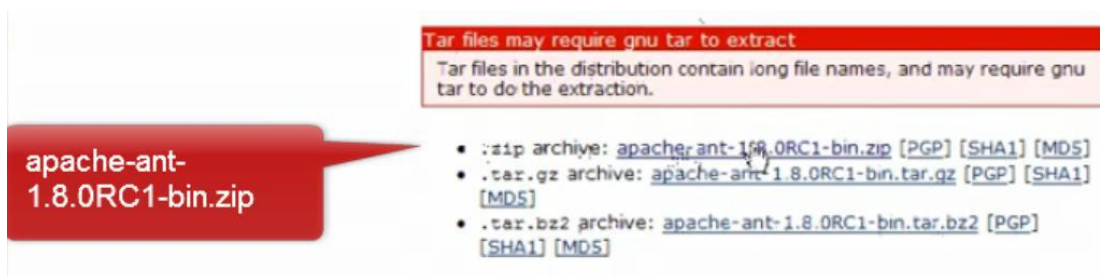 Tar files may require gnu tar to extract
Tar files in the distribution contain long file names, and may require gnu
tar to do the extraction.
apache-ant-
1.8.0RC1-bin.zip
.zip archive: apache-ant-1.8.0RC1-bin.zip [PGP] [SHA1] [MD5]
.tar.gz archive: apache-ant-1.8.0RC1-bin.tar.gz [PGP] [SHA1]
[MD5]
.tar.bz2 archive: apache-ant-1.8.0RC1-bin.tar.bz2 [PGP]
[SHA1] [MD5]